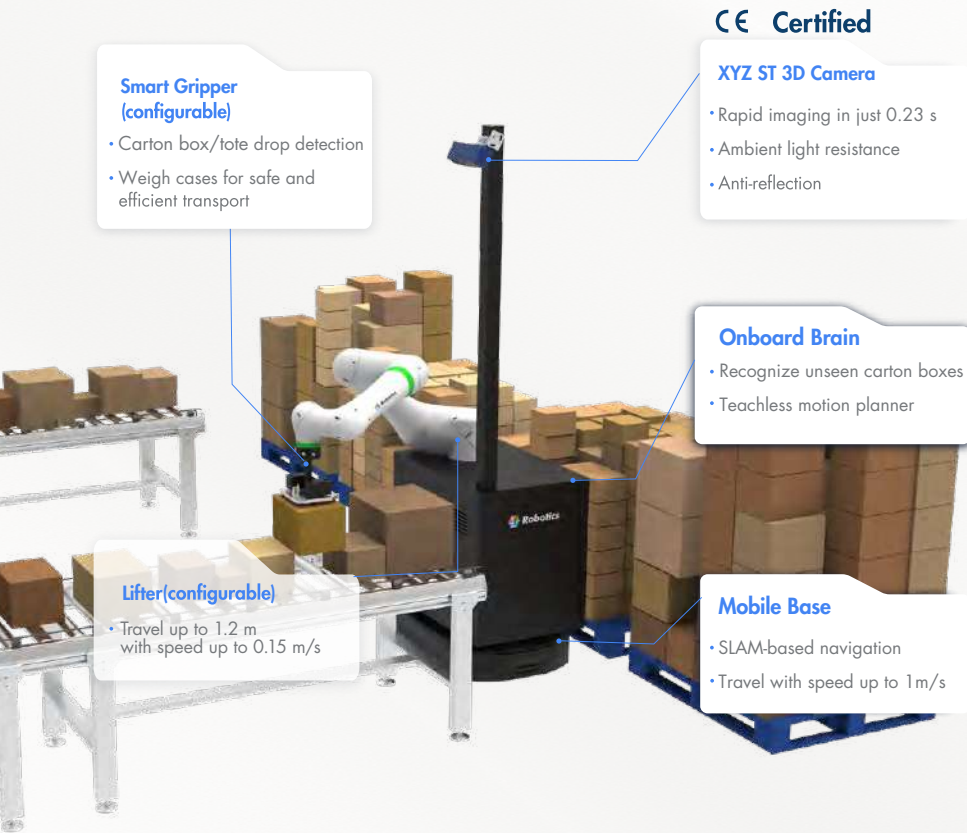 CE Certified
Smart Gripper
(configurable)
• Carton box/tote drop detection
• Weigh cases for safe and
efficient transport
XYZ ST 3D Camera
• Rapid imaging in just 0.23 s
• Ambient light resistance
• Anti-reflection
Onboard Brain
• Recognize unseen carton boxes
• Teachless motion planner
Robotics
Lifter(configurable)
• Travel up to 1.2 m
with speed up to 0.15 m/s
Mobile Base
• SLAM-based navigation
• Travel with speed up to 1m/s